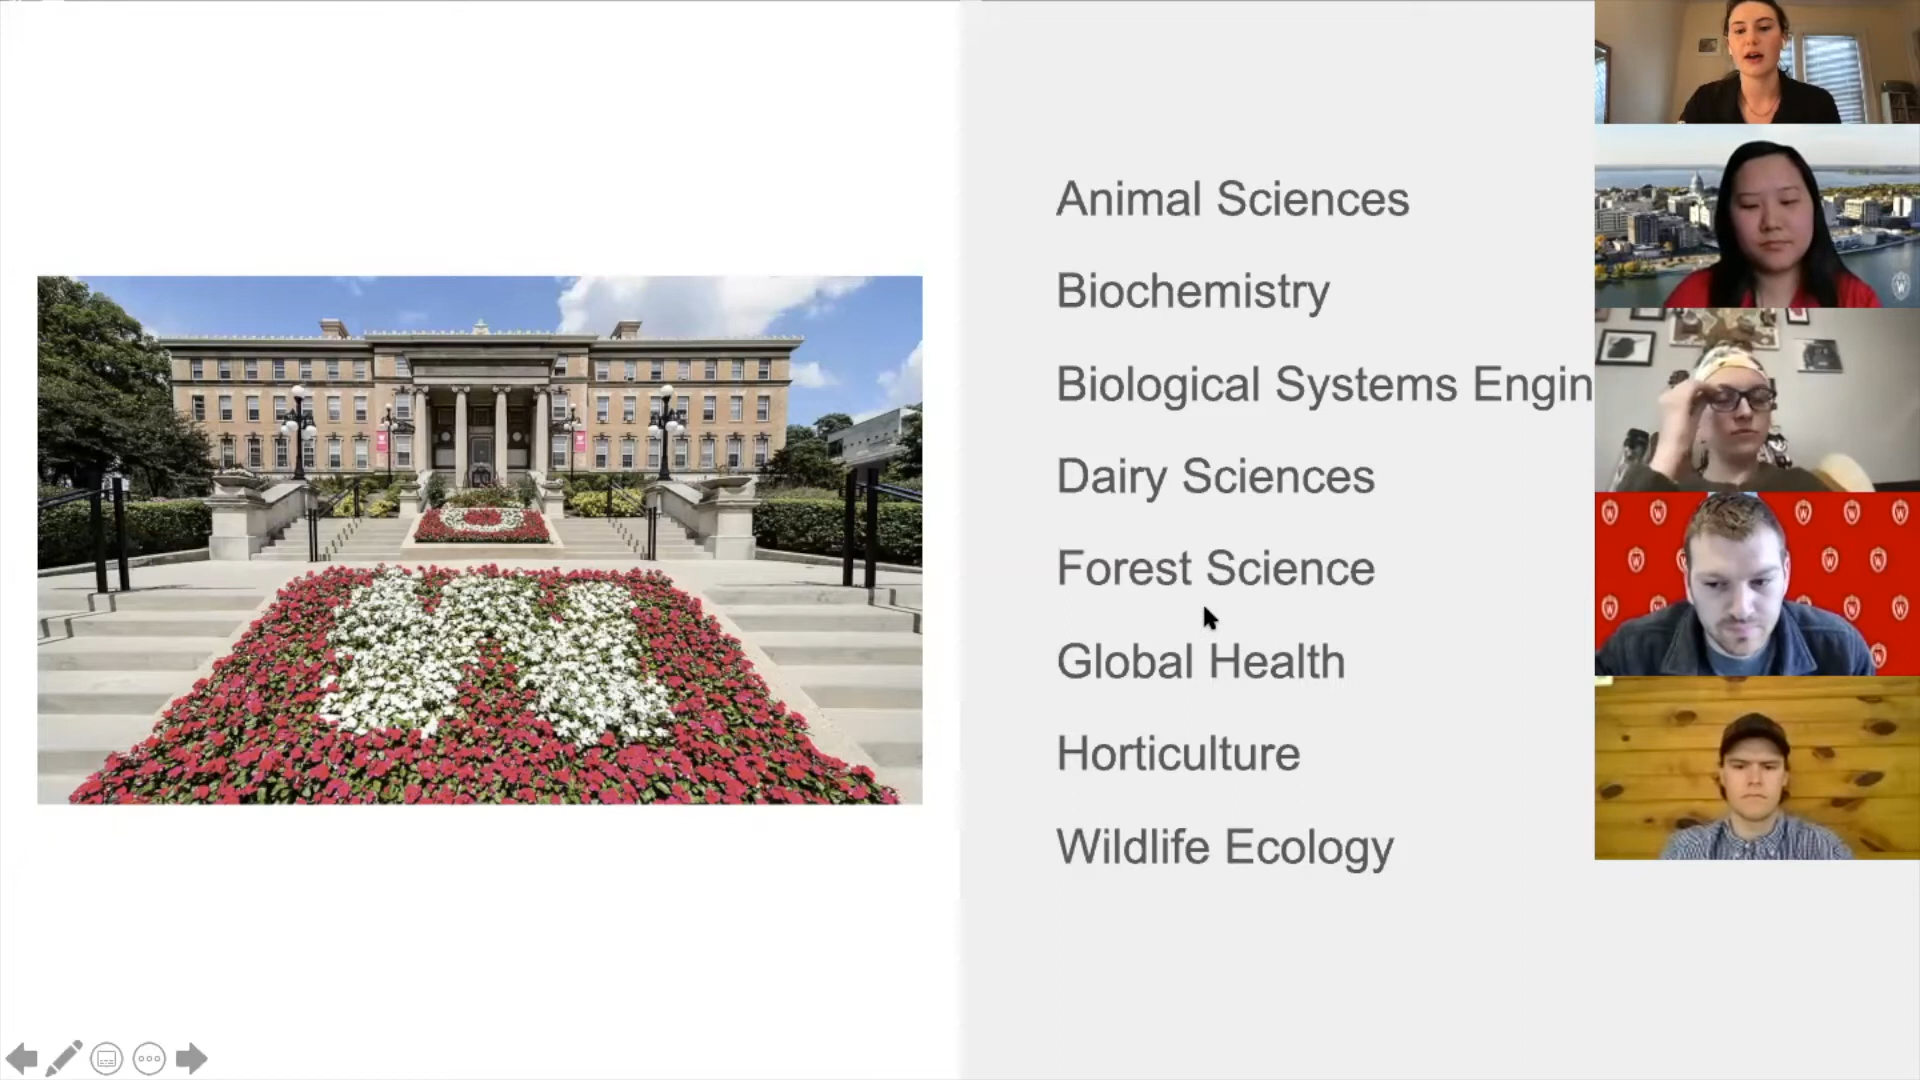 Animal Sciences
Biochemistry
Biological Systems Engin
Dairy Sciences
Forest Science
Global Health
Horticulture
Wildlife Ecology
W